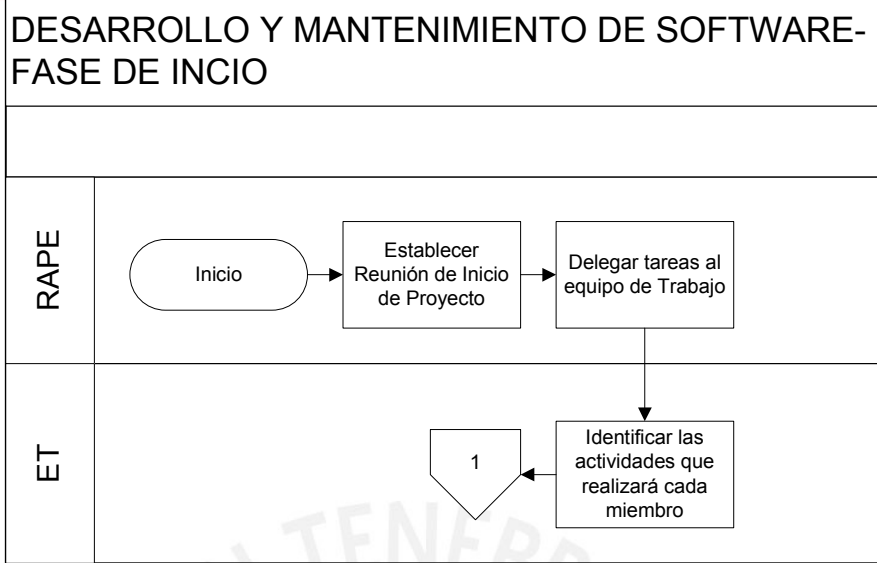 DESARROLLO Y MANTENIMIENTO DE SOFTWARE-
FASE DE INCIO
RAPE
Inicio
Establecer
Reunión de Inicio
de Proyecto
Delegar tareas al
equipo de Trabajo
ET
1
Identificar las
actividades que
realizará cada
miembro
TENEBR